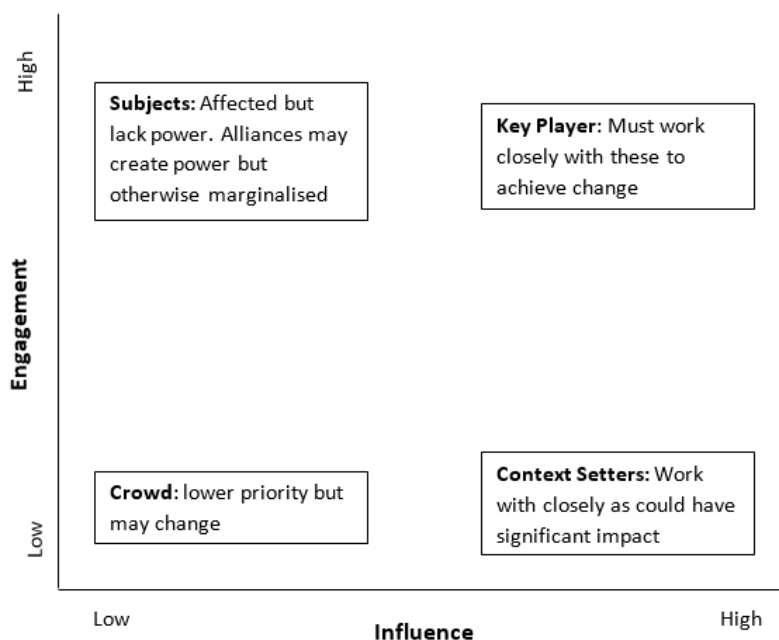 High
Subjects: Affected but
lack power. Alliances may
create power but
otherwise marginalised
Key Player: Must work
closely with these to
achieve change
Engagement
Crowd: lower priority but
may change
Context Setters: Work
with closely as could have
significant impact
Low
Low
Influence
High